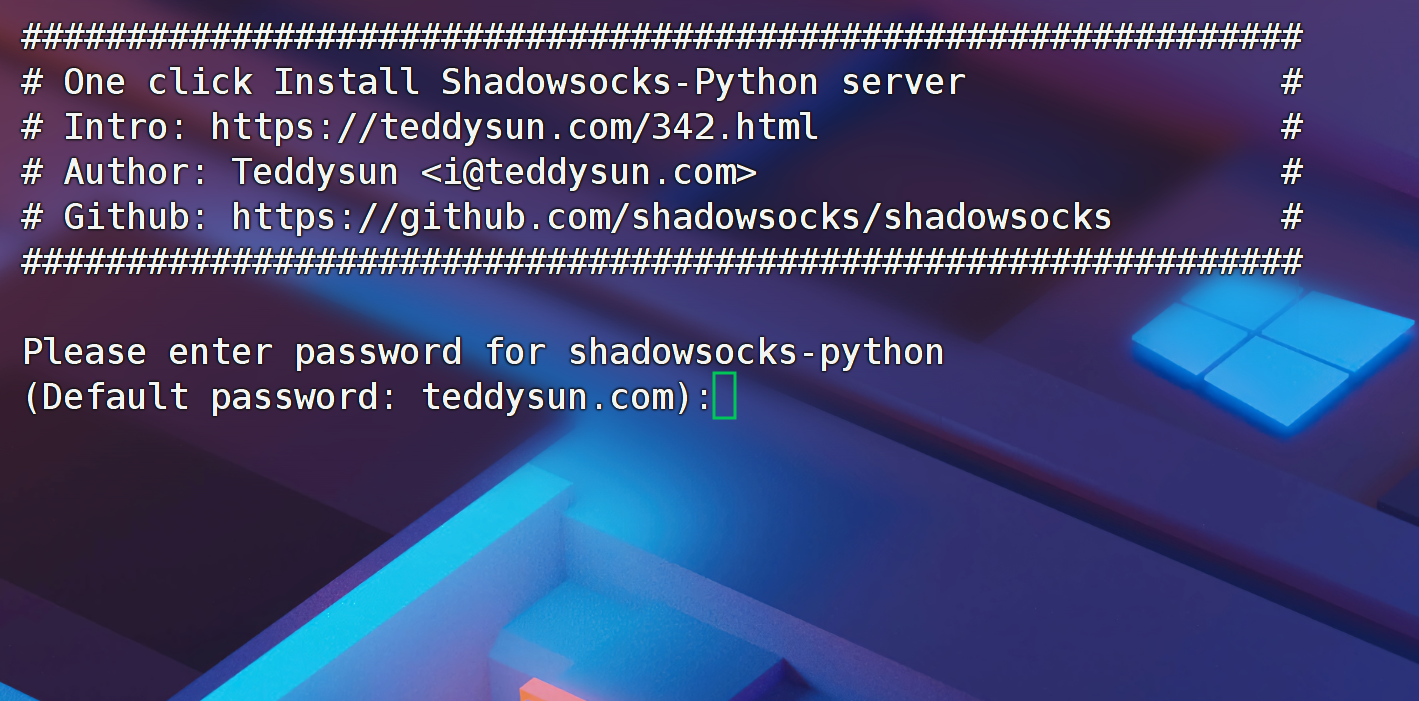 #############################################################
# One click Install Shadowsocks-Python server               #
# Intro: https://teddysun.com/342.html                      #
# Author: Teddysun <i@teddysun.com>                         #
# Github: https://github.com/shadowsocks/shadowsocks        #
#############################################################
Please enter password for shadowsocks-python
(Default password: teddysun.com):